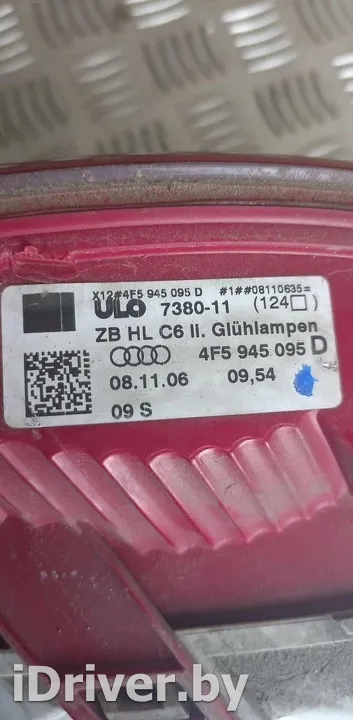 X12#4F5 945 095 D #1##08110635=
ULO 7380-11 (124□)
ZB HL C6 li. Glühlampen
4F5 945 095 D
08.11.06 09,54
09 S
iDriver.by